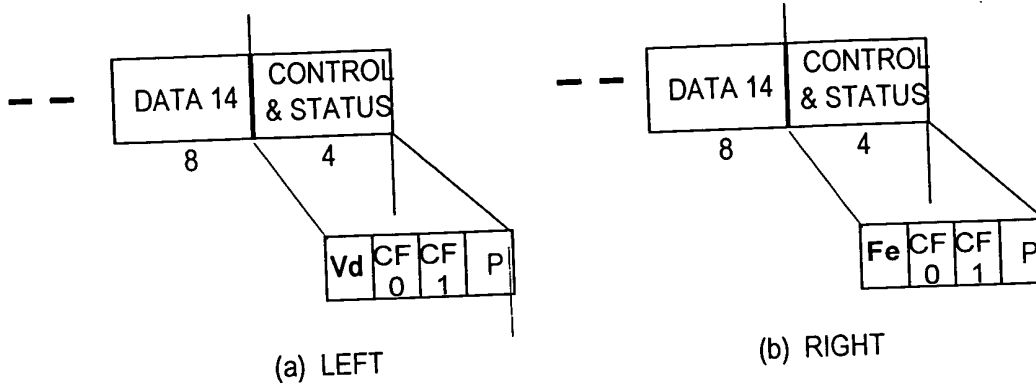 DATA 14
CONTROL
& STATUS
8
4
Vd
CF
0
CF
1
P
(a) LEFT
DATA 14
CONTROL
& STATUS
8
4
Fe
CF
0
CF
1
P
(b) RIGHT